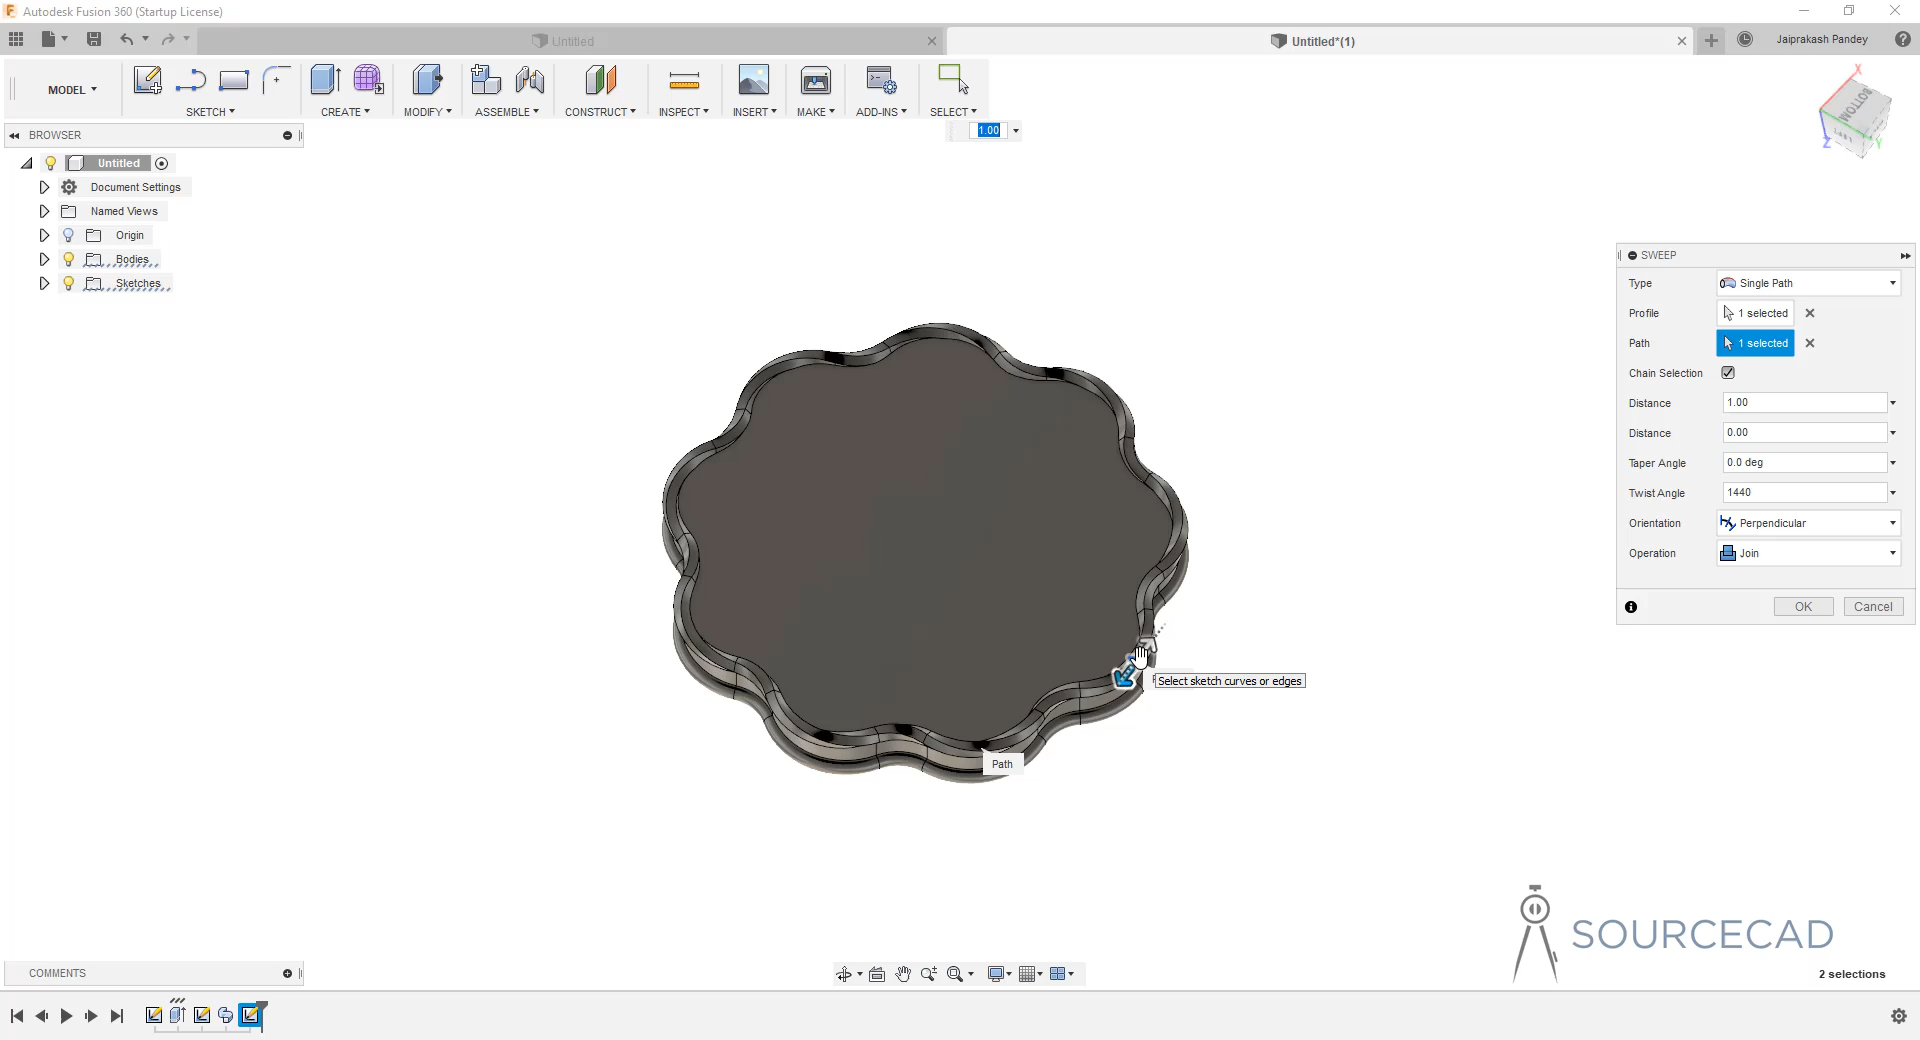 Autodesk Fusion 360 (Startup License)
Untitled
Untitled*(1)
Jaiprakash Pandey
MODEL
SKETCH
CREATE
MODIFY
ASSEMBLE
CONSTRUCT
INSPECT
INSERT
MAKE
ADD-INS
SELECT
1.00
BROWSER
Untitled
Document Settings
Named Views
Origin
Bodies
Sketches
BOTTOM
LEFT
X
Y
Z
SWEEP
Type Single Path
Profile 1 selected
Path 1 selected
Chain Selection
Distance 1.00
Distance 0.00
Taper Angle 0.0 deg
Twist Angle 1440
Orientation Perpendicular
Operation Join
OK Cancel
Select sketch curves or edges
Path
SOURCECAD
COMMENTS
2 selections